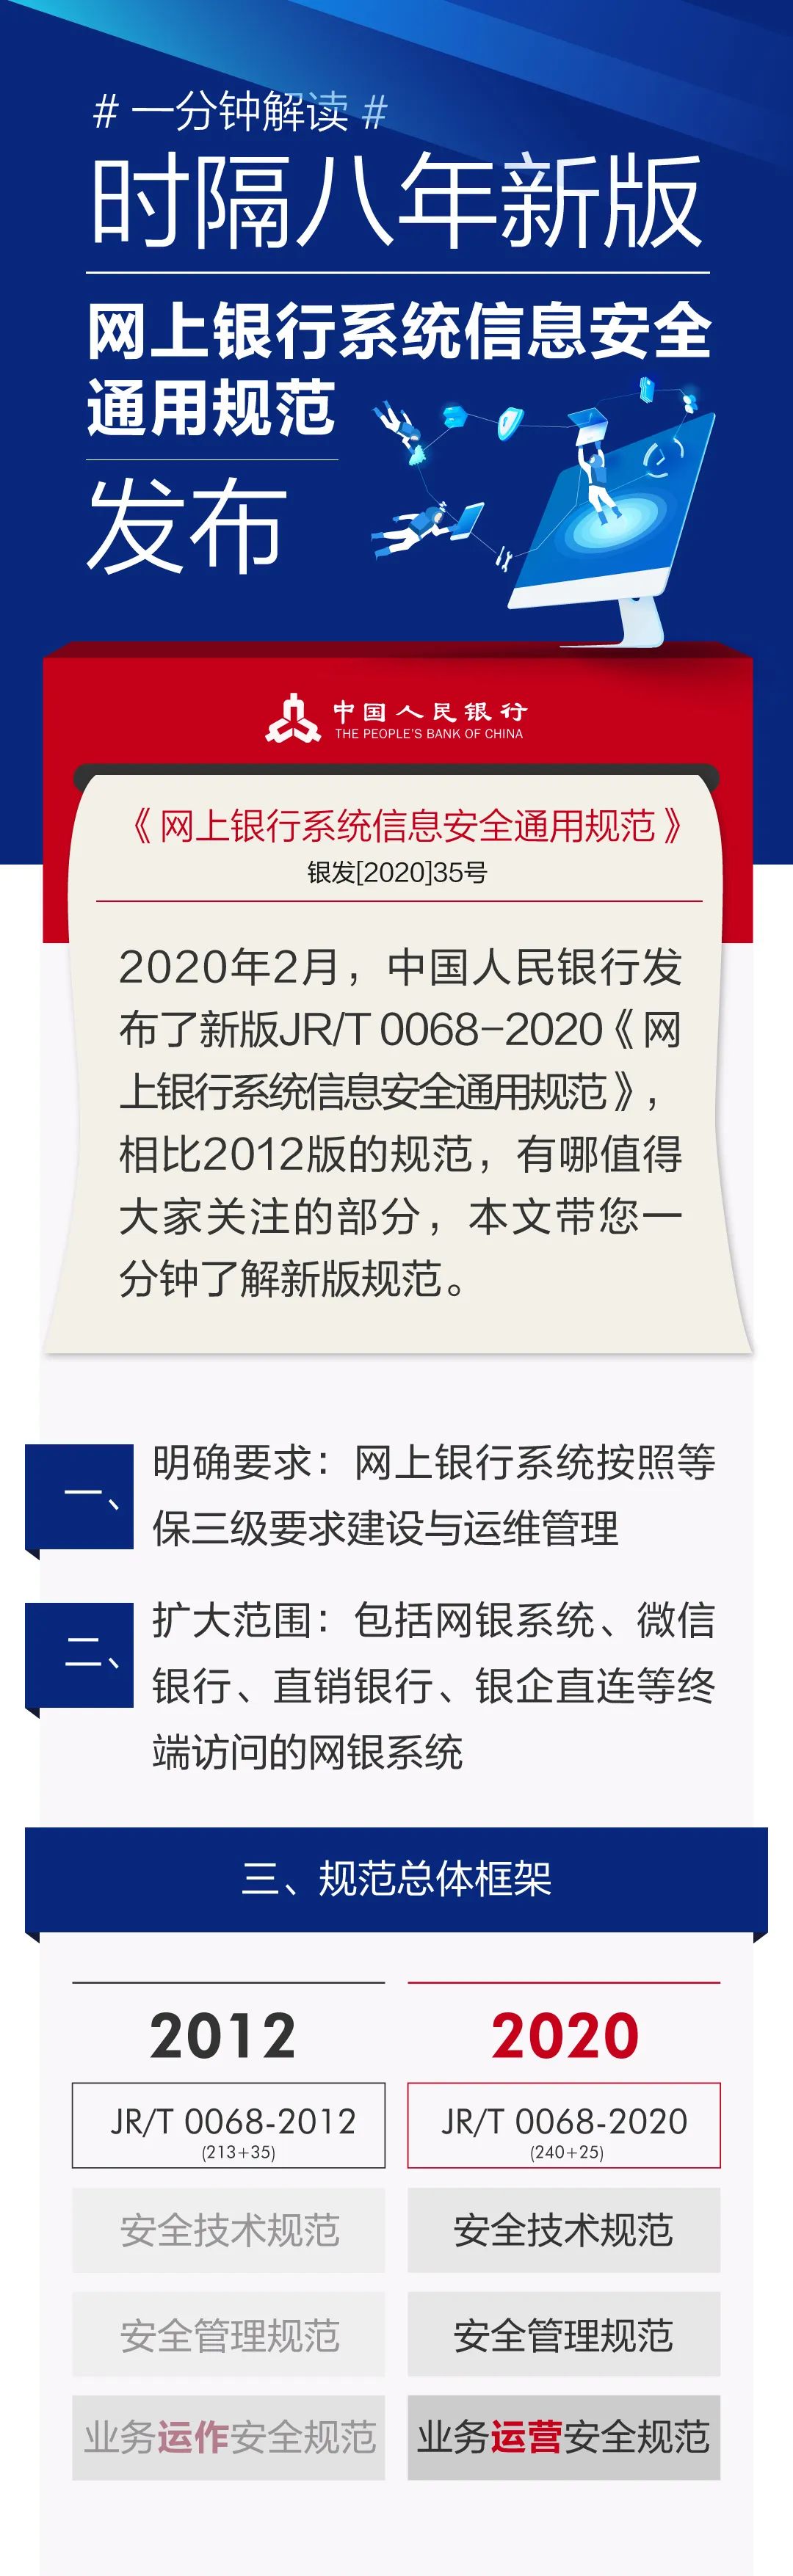 # 一分钟解读 #
时隔八年新版
网上银行系统信息安全
通用规范
发布
中国人民银行
THE PEOPLE'S BANK OF CHINA
《网上银行系统信息安全通用规范》
银发[2020]35号
2020年2月，中国人民银行发
布了新版JR/T 0068-2020《网
上银行系统信息安全通用规范》，
相比2012版的规范，有哪值得
大家关注的部分，本文带您一
分钟了解新版规范。
一、
明确要求：网上银行系统按照等
保三级要求建设与运维管理
二、
扩大范围：包括网银系统、微信
银行、直销银行、银企直连等终
端访问的网银系统
三、规范总体框架
2012
JR/T 0068-2012
(213+35)
安全技术规范
安全管理规范
业务运作安全规范
2020
JR/T 0068-2020
(240+25)
安全技术规范
安全管理规范
业务运营安全规范